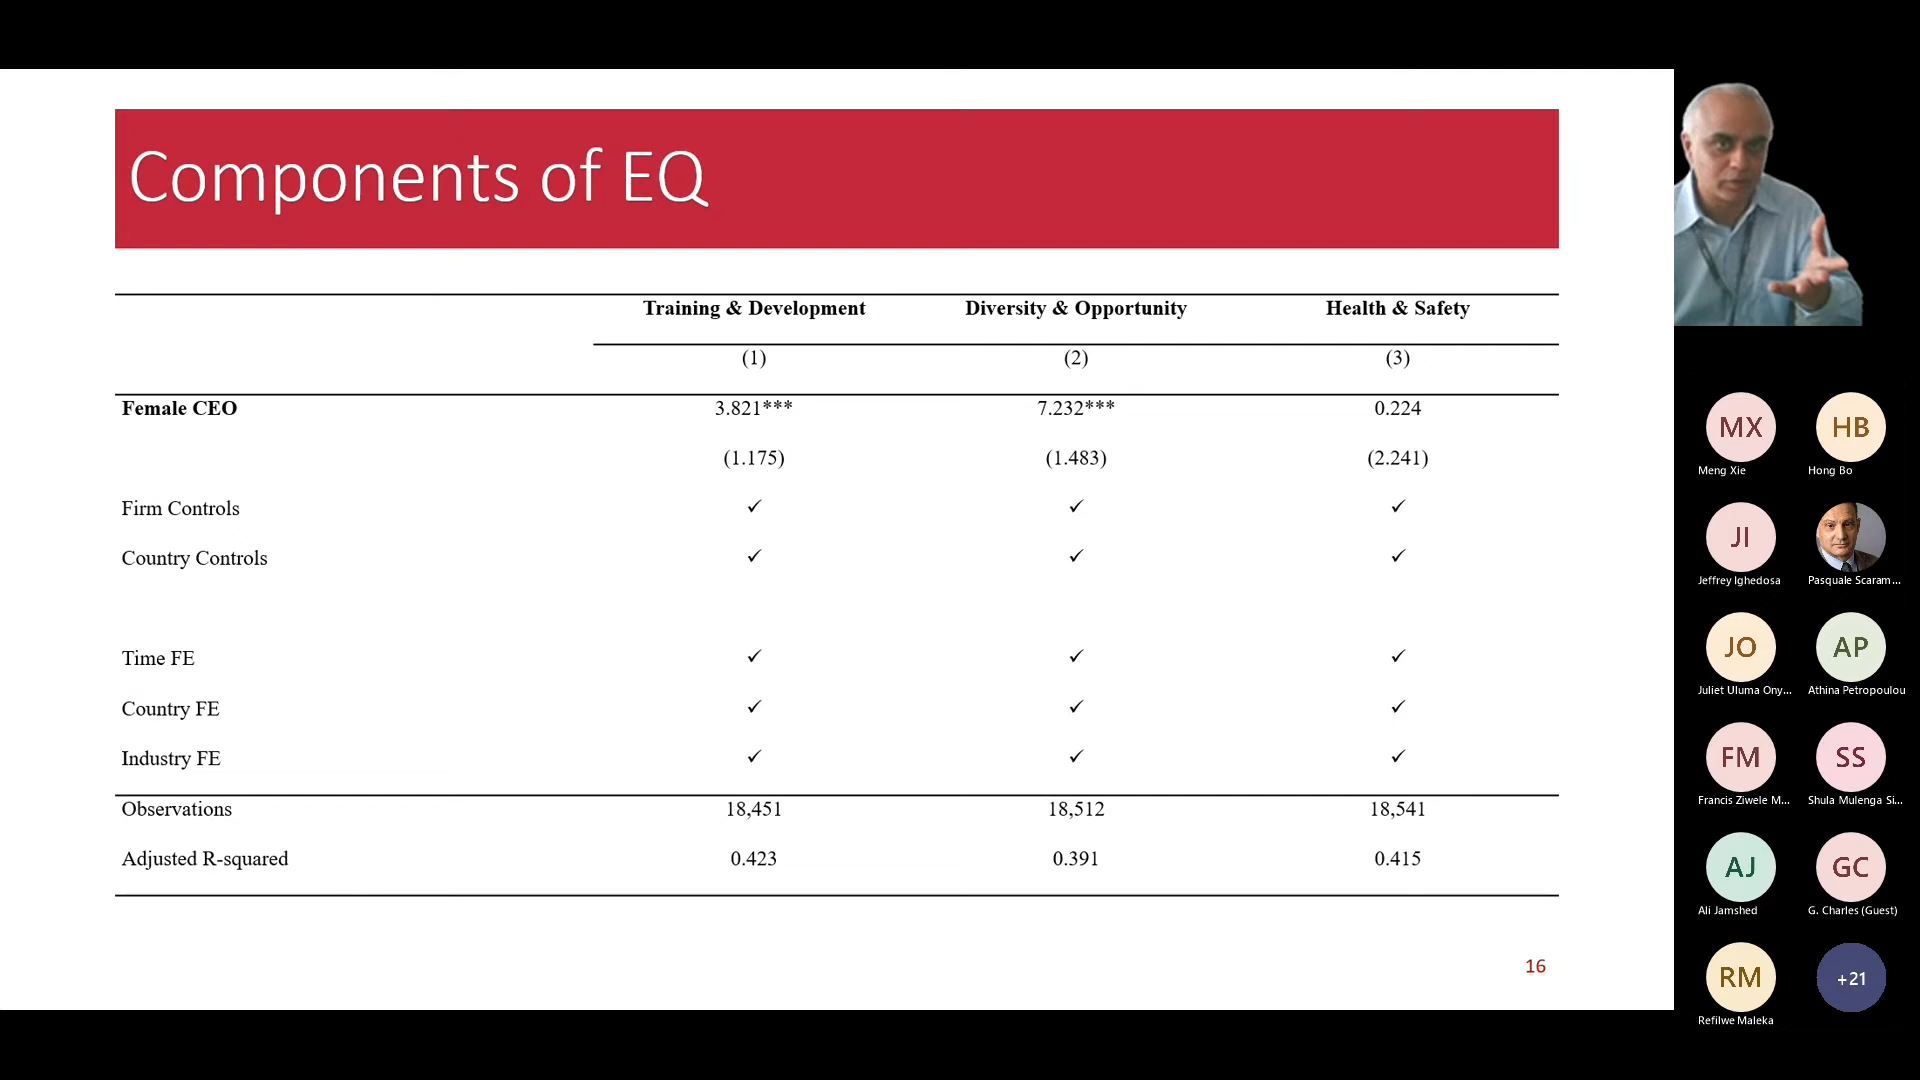 Components of EQ
Training & Development Diversity & Opportunity Health & Safety
(1) (2) (3)
Female CEO 3.821*** 7.232*** 0.224
(1.175) (1.483) (2.241)
Firm Controls ✓ ✓ ✓
Country Controls ✓ ✓ ✓
Time FE ✓ ✓ ✓
Country FE ✓ ✓ ✓
Industry FE ✓ ✓ ✓
Observations 18,451 18,512 18,541
Adjusted R-squared 0.423 0.391 0.415
16
MX HB
Meng Xie Hong Bo
JI
Jeffrey Ighedosa Pasquale Scaram...
JO AP
Juliet Uluma Ony... Athina Petropoulou
FM SS
Francis Ziwele M... Shula Mulenga Si...
AJ GC
Ali Jamshed G. Charles (Guest)
RM +21
Refilwe Maleka